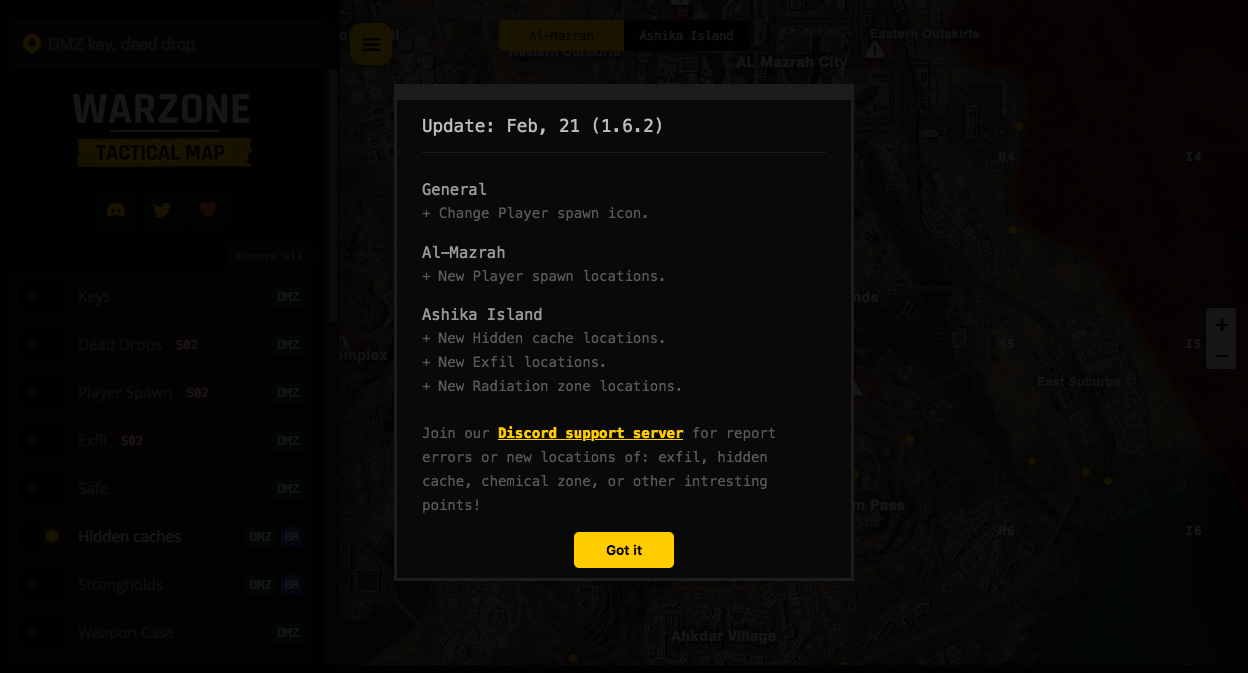 DMZ key, dead drop
WARZONE
TACTICAL MAP
Remove all
Keys DMZ
Dead Drops S02 DMZ
Player Spawn S02 DMZ
Exfil S02 DMZ
Safe DMZ
Hidden caches DMZ BR
Strongholds DMZ BR
Weapon Case DMZ
Al-Mazrah
Ashika Island
Western Outskirts
Eastern Outskirts
AL Mazrah City
H4
I4
H5
I5
East Suburbs
H6
I6
Ahkdar Village
+
−
Update: Feb, 21 (1.6.2)
General
+ Change Player spawn icon.
Al-Mazrah
+ New Player spawn locations.
Ashika Island
+ New Hidden cache locations.
+ New Exfil locations.
+ New Radiation zone locations.
Join our Discord support server for report
errors or new locations of: exfil, hidden
cache, chemical zone, or other intresting
points!
Got it